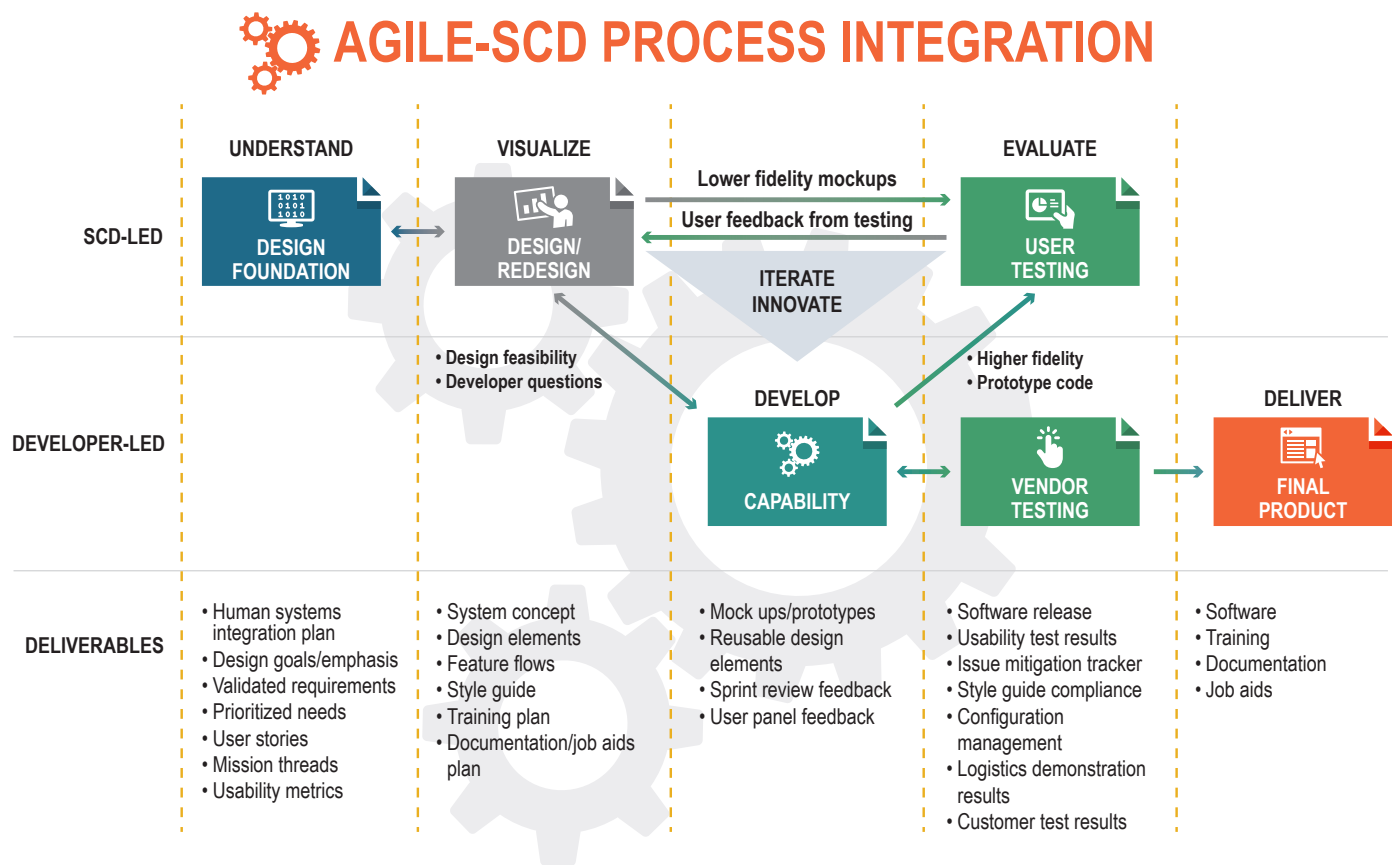 AGILE-SCD PROCESS INTEGRATION
UNDERSTAND
VISUALIZE
EVALUATE
SCD-LED
1010
0101
1010
DESIGN
FOUNDATION
DESIGN/
REDESIGN
Lower fidelity mockups
User feedback from testing
ITERATE
INNOVATE
USER
TESTING
• Design feasibility
• Developer questions
• Higher fidelity
• Prototype code
DEVELOPER-LED
DEVELOP
CAPABILITY
VENDOR
TESTING
DELIVER
FINAL
PRODUCT
DELIVERABLES
• Human systems
integration plan
• Design goals/emphasis
• Validated requirements
• Prioritized needs
• User stories
• Mission threads
• Usability metrics
• System concept
• Design elements
• Feature flows
• Style guide
• Training plan
• Documentation/job aids
plan
• Mock ups/prototypes
• Reusable design
elements
• Sprint review feedback
• User panel feedback
• Software release
• Usability test results
• Issue mitigation tracker
• Style guide compliance
• Configuration
management
• Logistics demonstration
results
• Customer test results
• Software
• Training
• Documentation
• Job aids